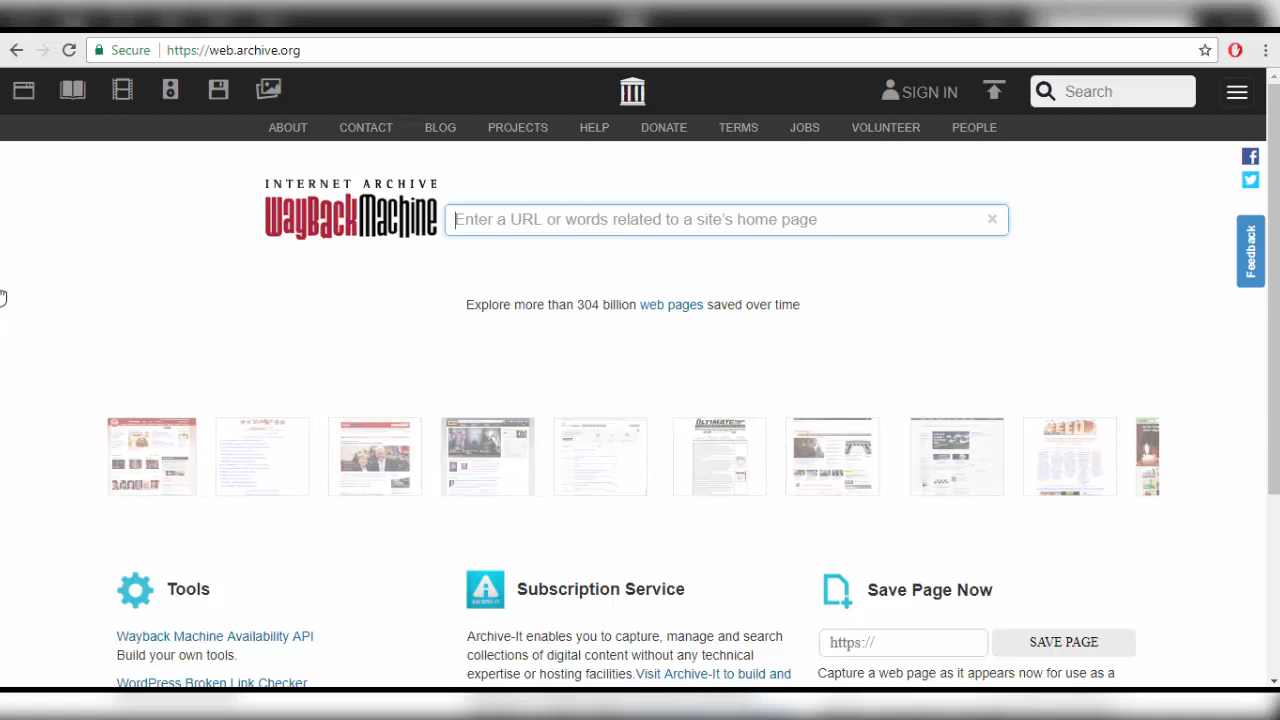 Secure https://web.archive.org
SIGN IN Search
ABOUT CONTACT BLOG PROJECTS HELP DONATE TERMS JOBS VOLUNTEER PEOPLE
INTERNET ARCHIVE
WayBackMachine
Enter a URL or words related to a site's home page ×
Feedback
Explore more than 304 billion web pages saved over time
Tools
Wayback Machine Availability API
Build your own tools.
WordPress Broken Link Checker
ARCHIVE-IT
Subscription Service
Archive-It enables you to capture, manage and search
collections of digital content without any technical
expertise or hosting facilities. Visit Archive-It to build and
Save Page Now
https:// SAVE PAGE
Capture a web page as it appears now for use as a